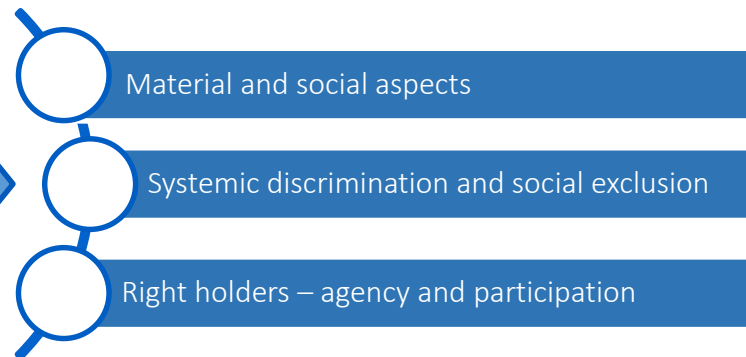 Material and social aspects
Systemic discrimination and social exclusion
Right holders – agency and participation